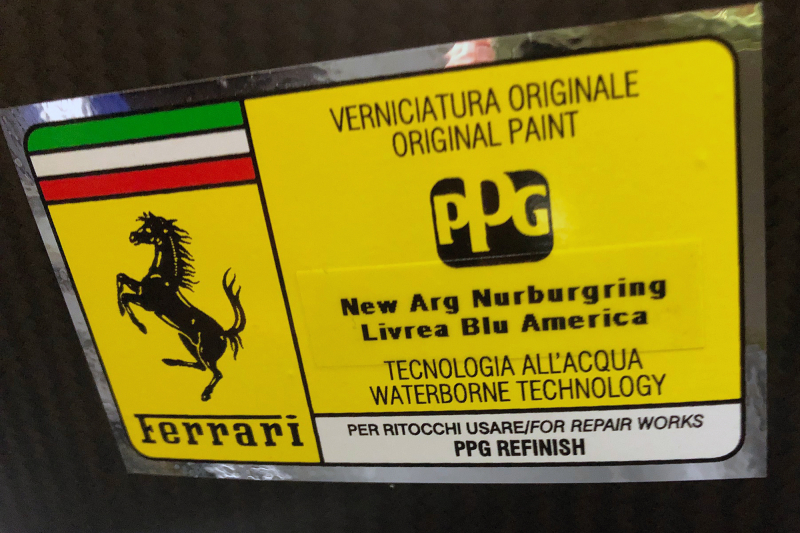 VERNICIATURA ORIGINALE
ORIGINAL PAINT
PPG
New Arg Nurburgring
Livrea Blu America
TECNOLOGIA ALL'ACQUA
WATERBORNE TECHNOLOGY
Ferrari
PER RITOCCHI USARE/FOR REPAIR WORKS
PPG REFINISH